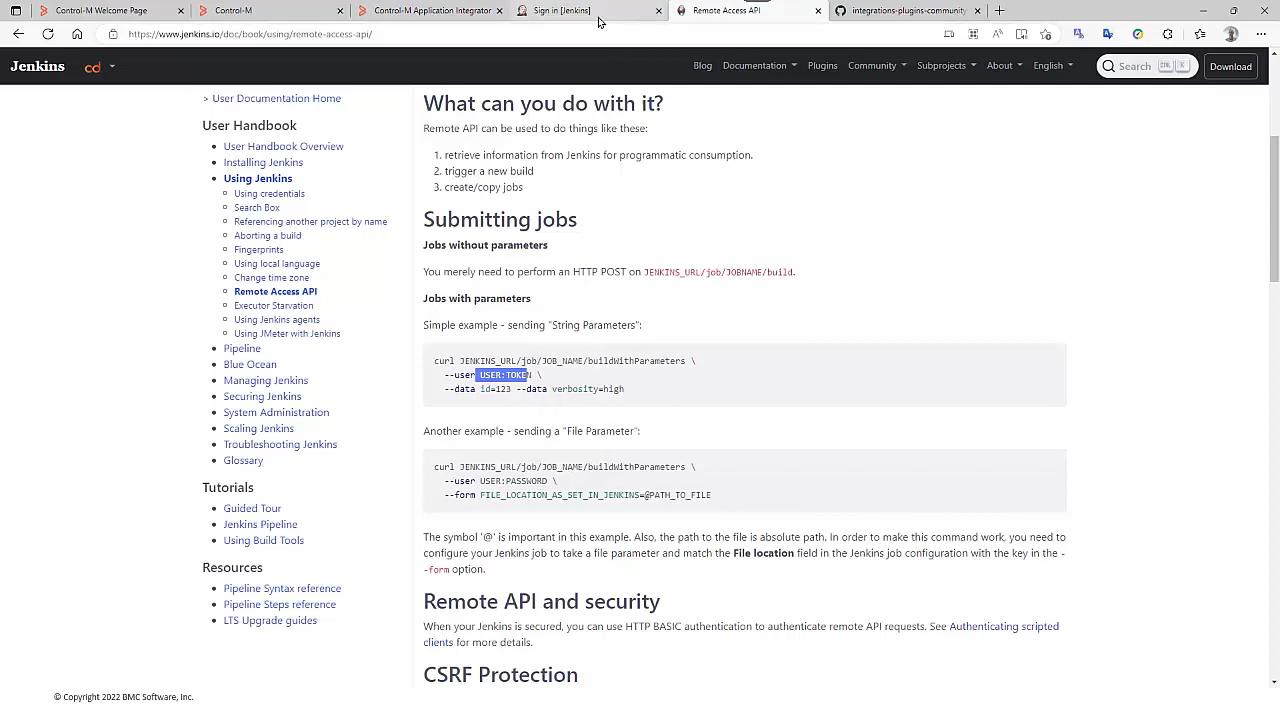 Control-M Welcome Page
Control-M
Control-M Application Integrator
Sign in [Jenkins]
Remote Access API
integrations-plugins-community
https://www.jenkins.io/doc/book/using/remote-access-api/
Jenkins
cd
Blog
Documentation
Plugins
Community
Subprojects
About
English
Search
Download
> User Documentation Home
User Handbook
User Handbook Overview
Installing Jenkins
Using Jenkins
Using credentials
Search Box
Referencing another project by name
Aborting a build
Fingerprints
Using local language
Change time zone
Remote Access API
Executor Starvation
Using Jenkins agents
Using JMeter with Jenkins
Pipeline
Blue Ocean
Managing Jenkins
Securing Jenkins
System Administration
Scaling Jenkins
Troubleshooting Jenkins
Glossary
Tutorials
Guided Tour
Jenkins Pipeline
Using Build Tools
Resources
Pipeline Syntax reference
Pipeline Steps reference
LTS Upgrade guides
What can you do with it?
Remote API can be used to do things like these:
1. retrieve information from Jenkins for programmatic consumption.
2. trigger a new build
3. create/copy jobs
Submitting jobs
Jobs without parameters
You merely need to perform an HTTP POST on JENKINS_URL/job/JOBNAME/build.
Jobs with parameters
Simple example - sending "String Parameters":
curl JENKINS_URL/job/JOB_NAME/buildWithParameters \
--user USER:TOKEN \
--data id=123 --data verbosity=high
Another example - sending a "File Parameter":
curl JENKINS_URL/job/JOB_NAME/buildWithParameters \
--user USER:PASSWORD \
--form FILE_LOCATION_AS_SET_IN_JENKINS=@PATH_TO_FILE
The symbol '@' is important in this example. Also, the path to the file is absolute path. In order to make this command work, you need to
configure your Jenkins job to take a file parameter and match the File location field in the Jenkins job configuration with the key in the -
-form option.
Remote API and security
When your Jenkins is secured, you can use HTTP BASIC authentication to authenticate remote API requests. See Authenticating scripted
clients for more details.
CSRF Protection
© Copyright 2022 BMC Software, Inc.